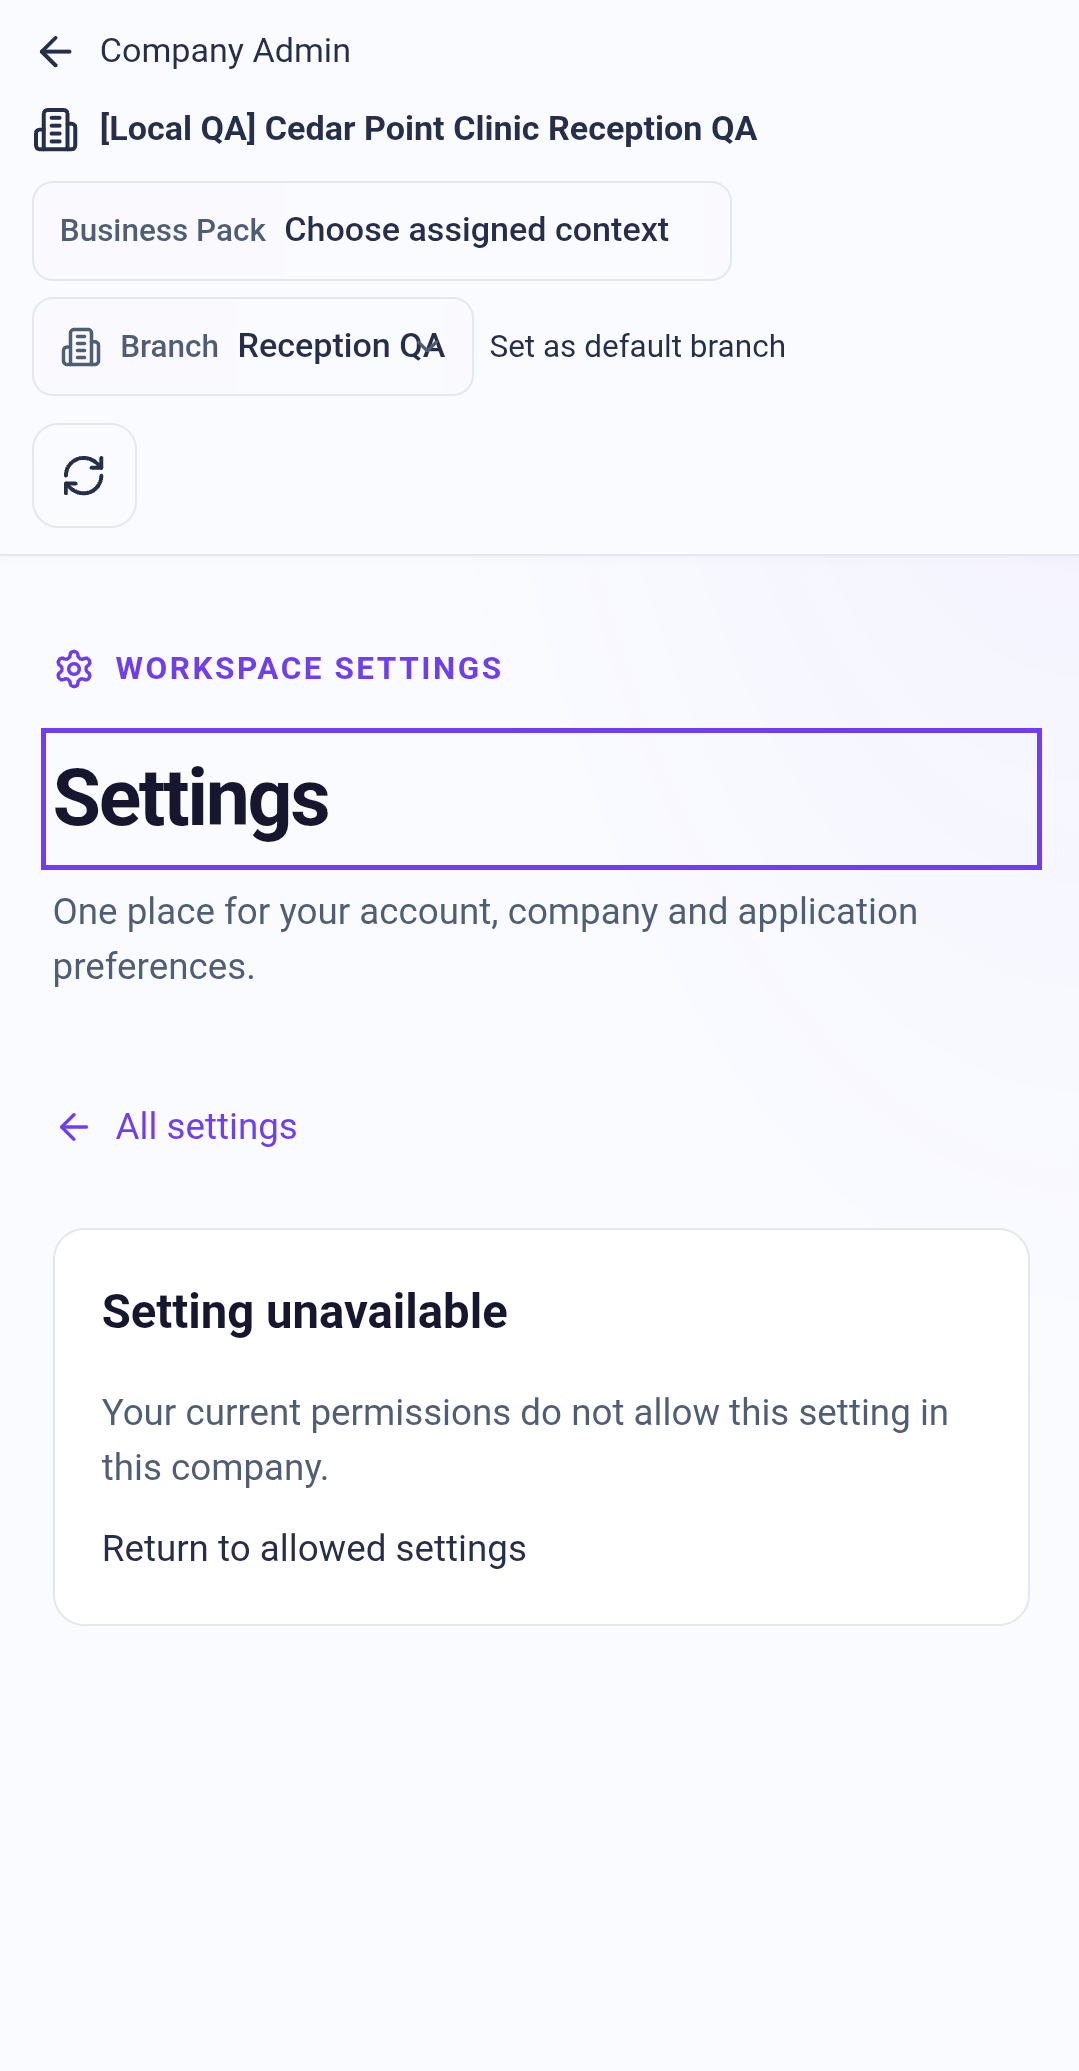 Company Admin
[Local QA] Cedar Point Clinic Reception QA
Business Pack Choose assigned context
Branch Reception QA Set as default branch
WORKSPACE SETTINGS
Settings
One place for your account, company and application
preferences.
All settings
Setting unavailable
Your current permissions do not allow this setting in
this company.
Return to allowed settings